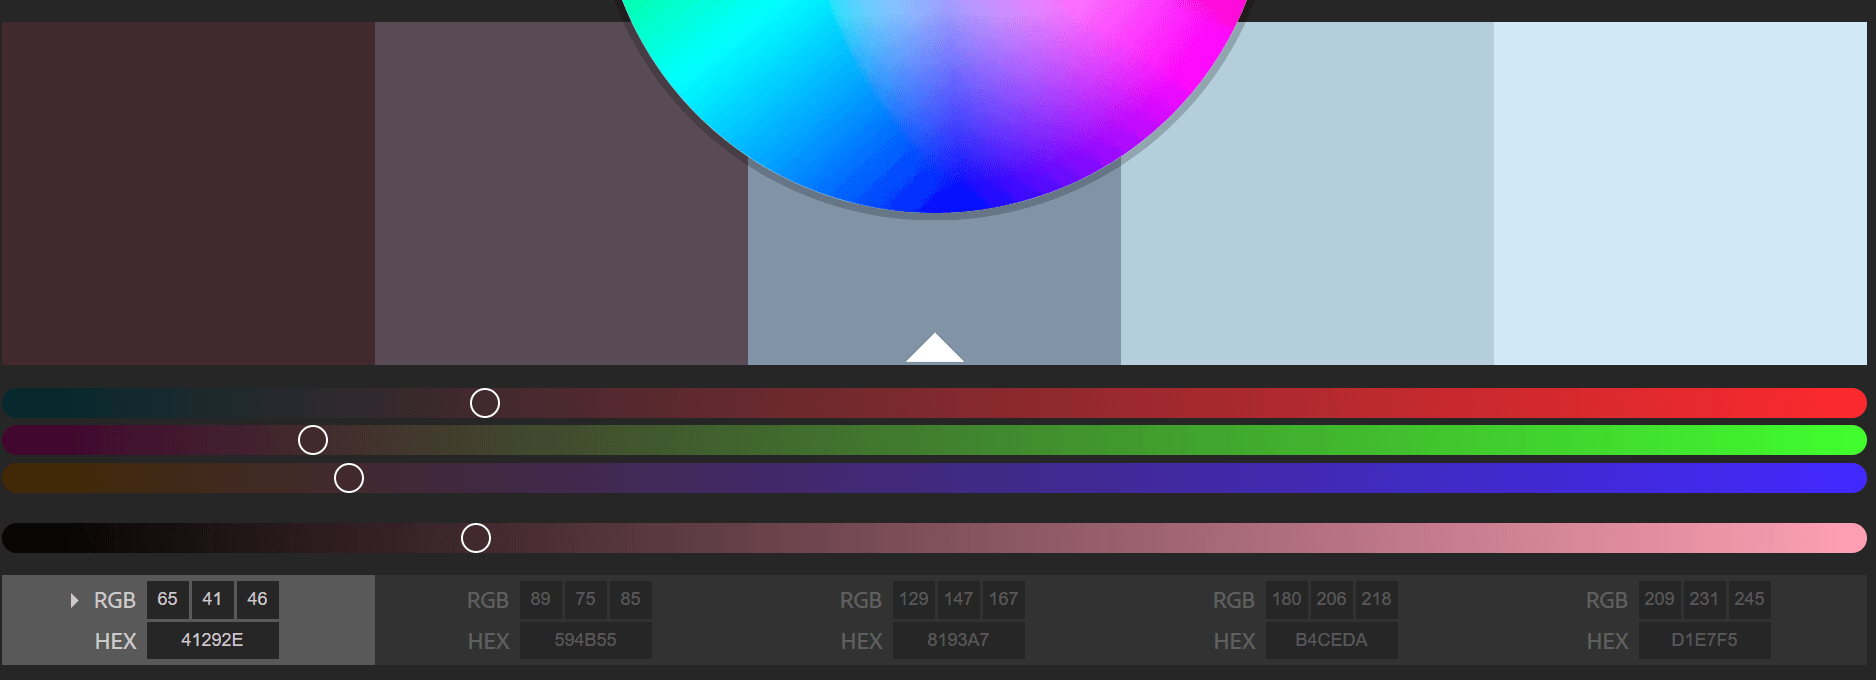 RGB 65 41 46
HEX 41292E
RGB 89 75 85
HEX 594B55
RGB 129 147 167
HEX 8193A7
RGB 180 206 218
HEX B4CEDA
RGB 209 231 245
HEX D1E7F5